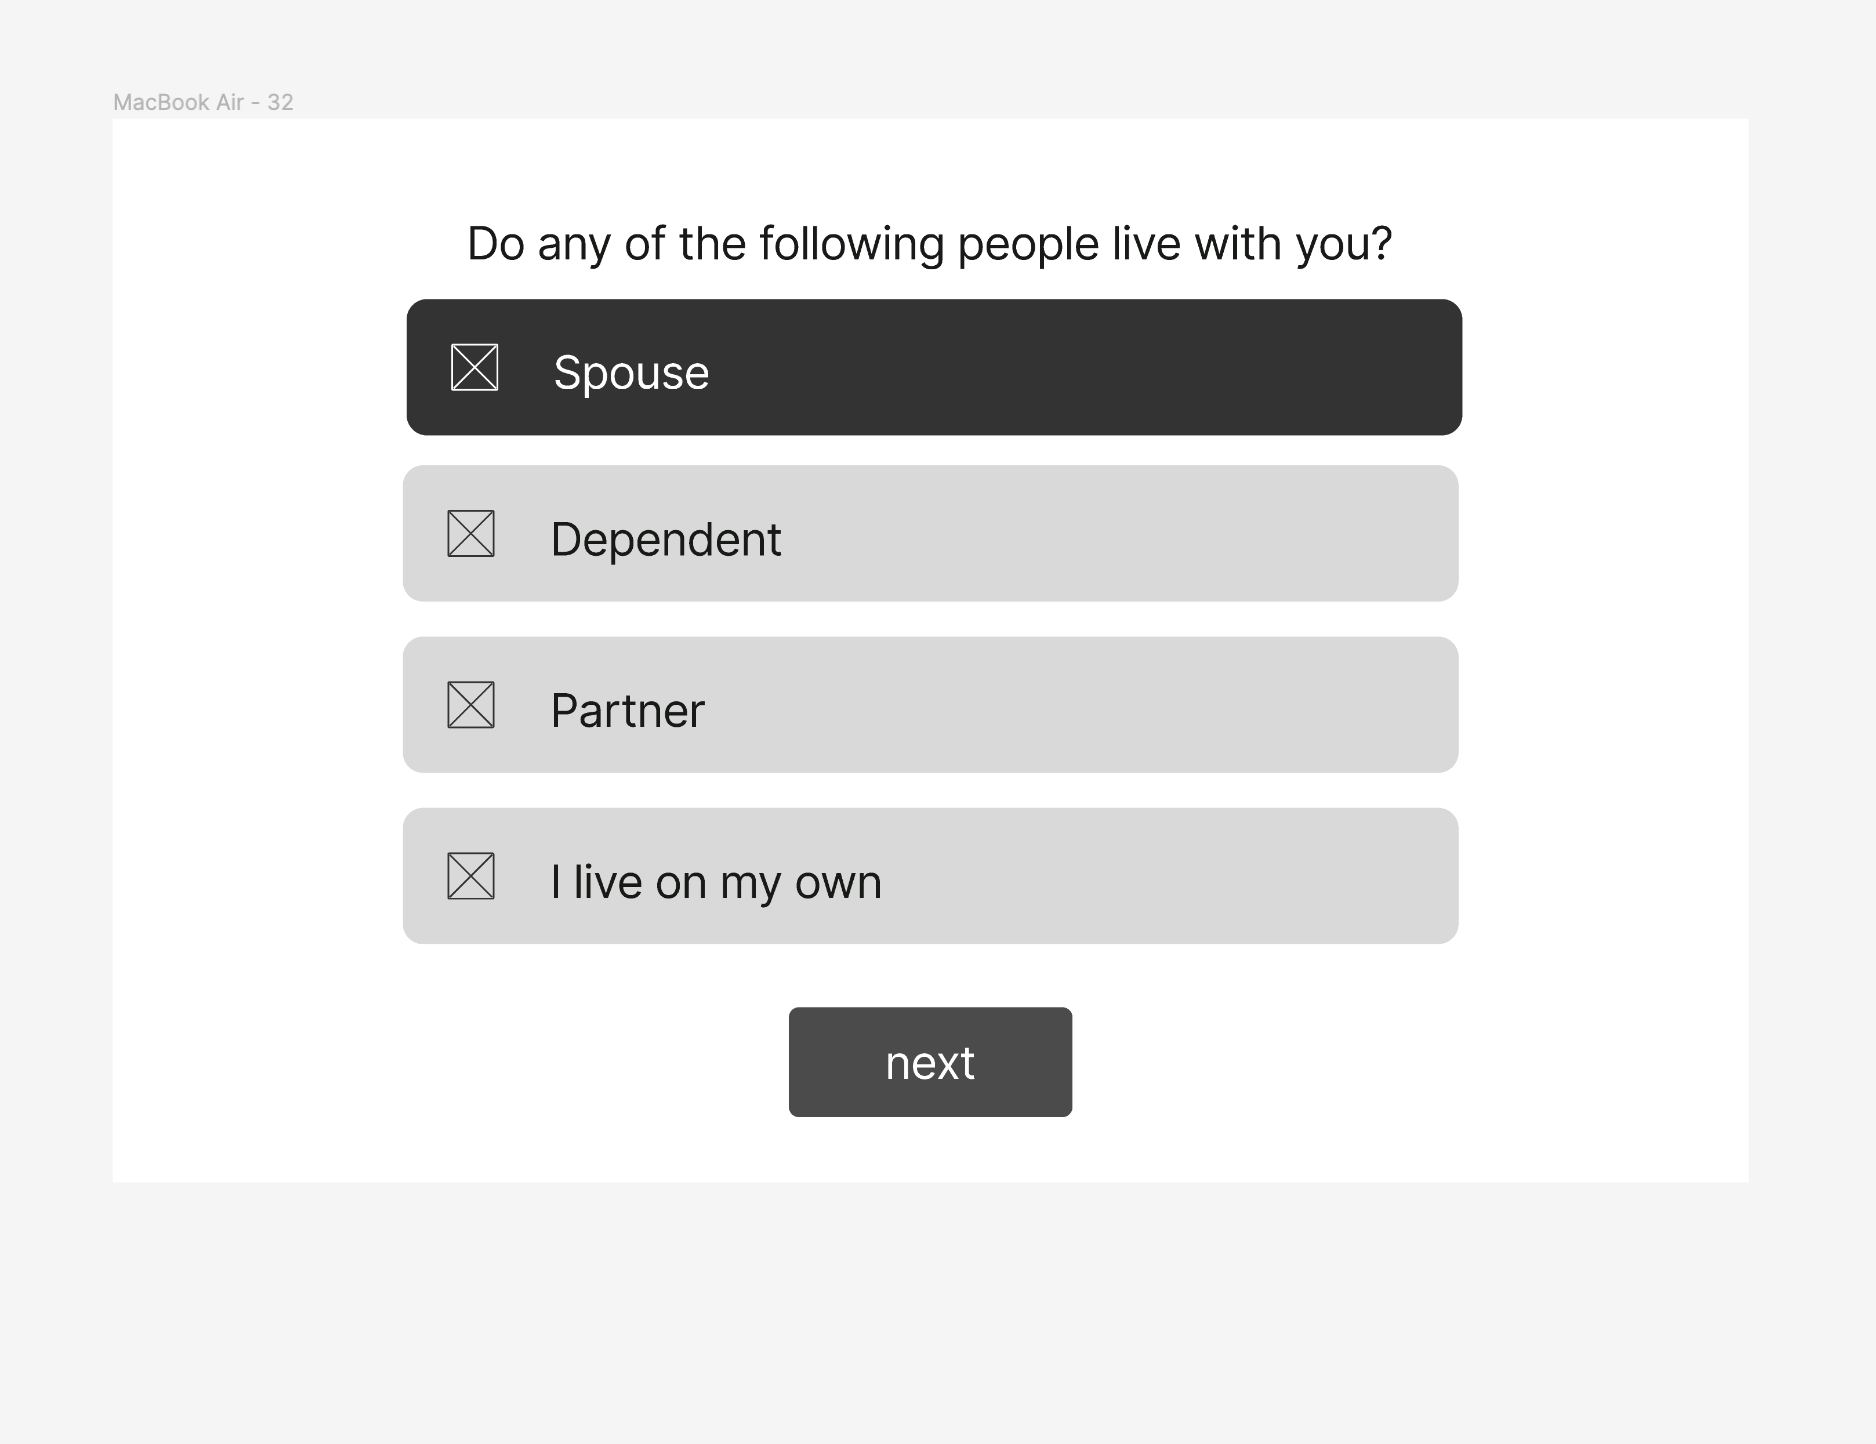 MacBook Air - 32
Do any of the following people live with you?
Spouse
Dependent
Partner
I live on my own
next